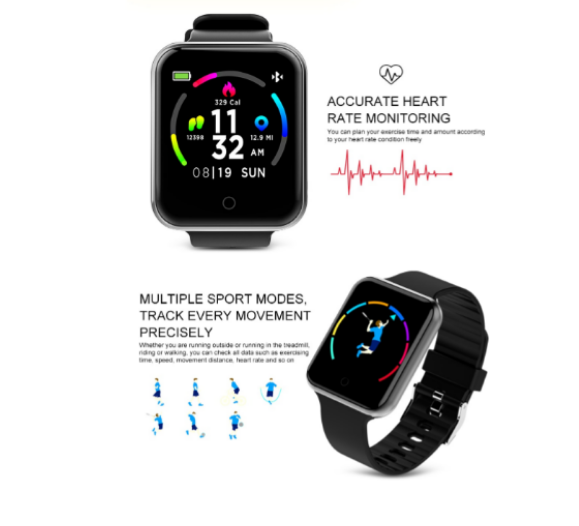 329 Cal
11
12398
12.9 MI
32 AM
08|19 SUN
ACCURATE HEART
RATE MONITORING
You can plan your exercise time and amount according
to your heart rate condition freely
MULTIPLE SPORT MODES,
TRACK EVERY MOVEMENT
PRECISELY
Whether you are running outside or running in the treadmill,
riding or walking, you can check all data such as exercising
time, speed, movement distance, heart rate and so on